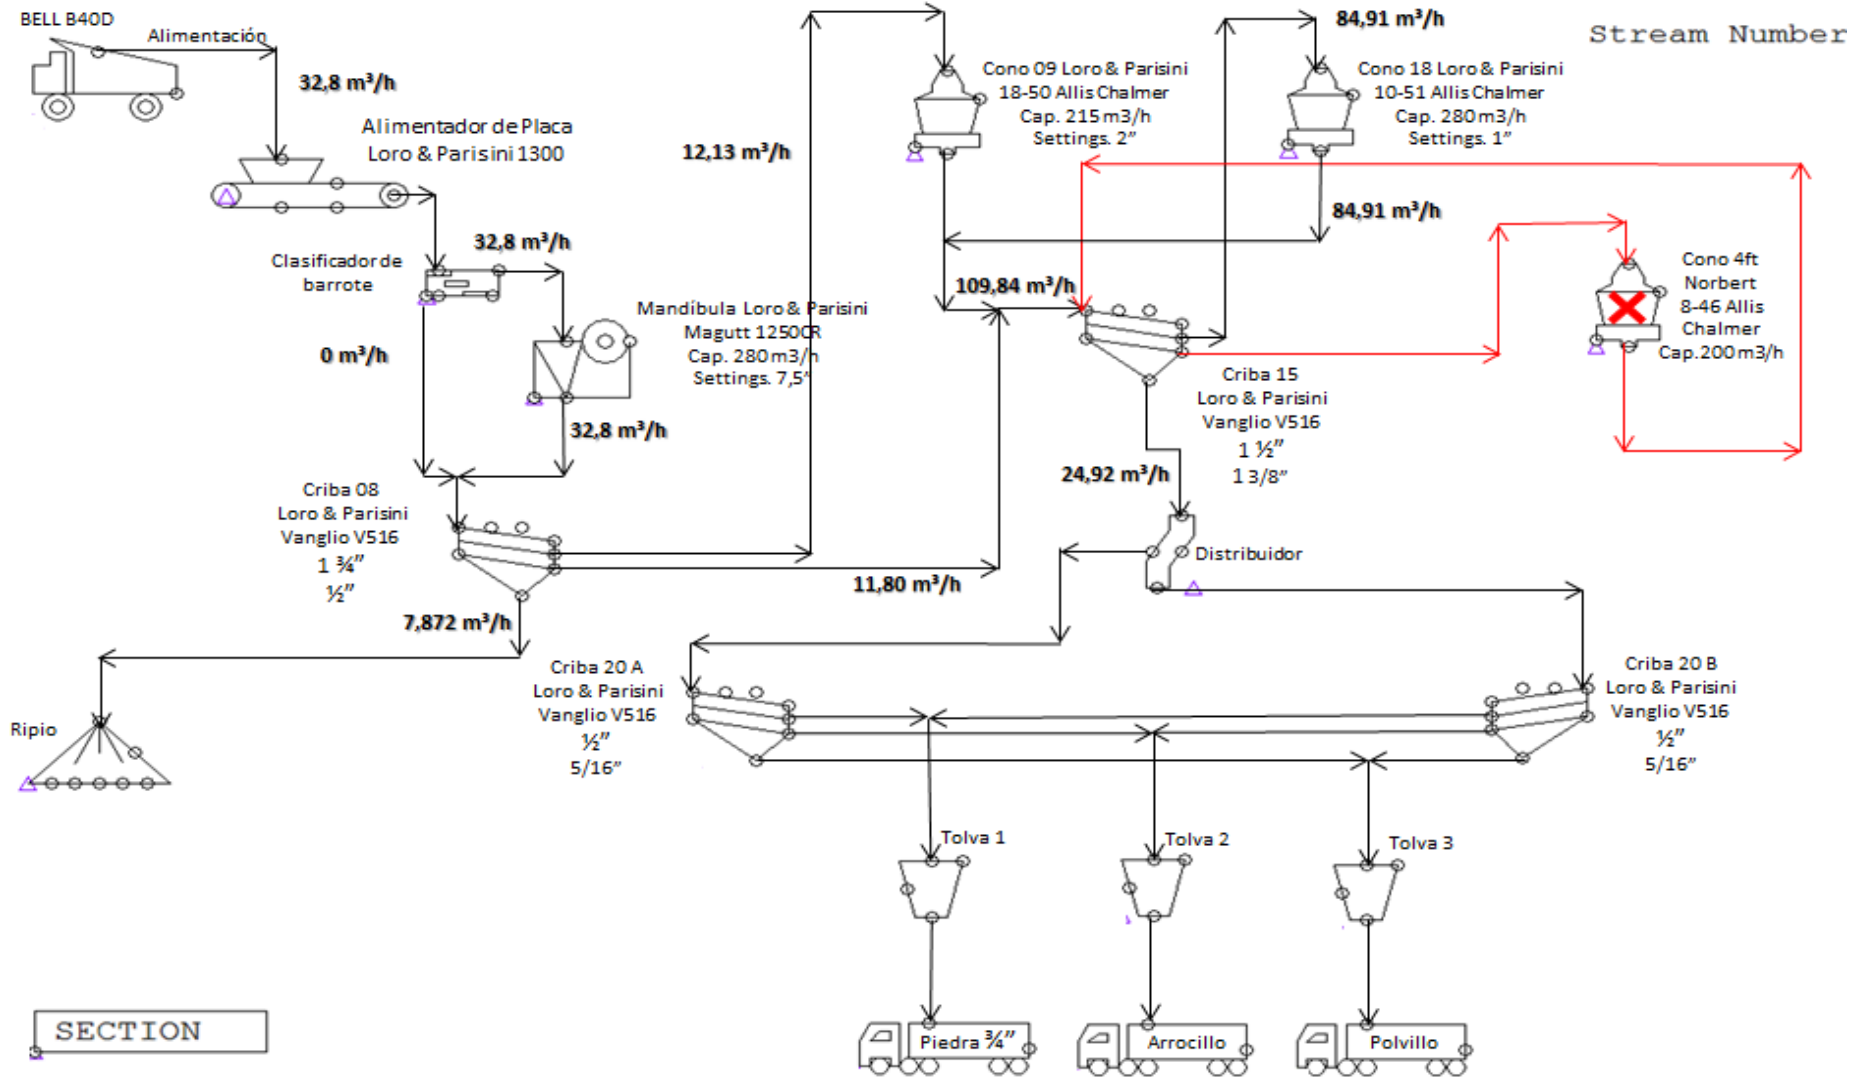 BELL B40D
Alimentación
32,8 m³/h
Alimentador de Placa
Loro & Parisini 1300
Clasificador de
barrote
32,8 m³/h
0 m³/h
Mandíbula Loro & Parisini
Magutt 1250CR
Cap. 280 m3/h
Settings. 7,5"
32,8 m³/h
Criba 08
Loro & Parisini
Vanglio V516
1 ¾"
½"
7,872 m³/h
Ripio
12,13 m³/h
11,80 m³/h
Cono 09 Loro & Parisini
18-50 Allis Chalmer
Cap. 215 m3/h
Settings. 2"
84,91 m³/h
Cono 18 Loro & Parisini
10-51 Allis Chalmer
Cap. 280 m3/h
Settings. 1"
84,91 m³/h
109,84 m³/h
Stream Number
Cono 4ft
Norbert
8-46 Allis
Chalmer
Cap.200 m3/h
Criba 15
Loro & Parisini
Vanglio V516
1 ½"
1 3/8"
24,92 m³/h
Distribuidor
Criba 20 A
Loro & Parisini
Vanglio V516
½"
5/16"
Criba 20 B
Loro & Parisini
Vanglio V516
½"
5/16"
Tolva 1
Tolva 2
Tolva 3
Piedra ¾"
Arrocillo
Polvillo
SECTION